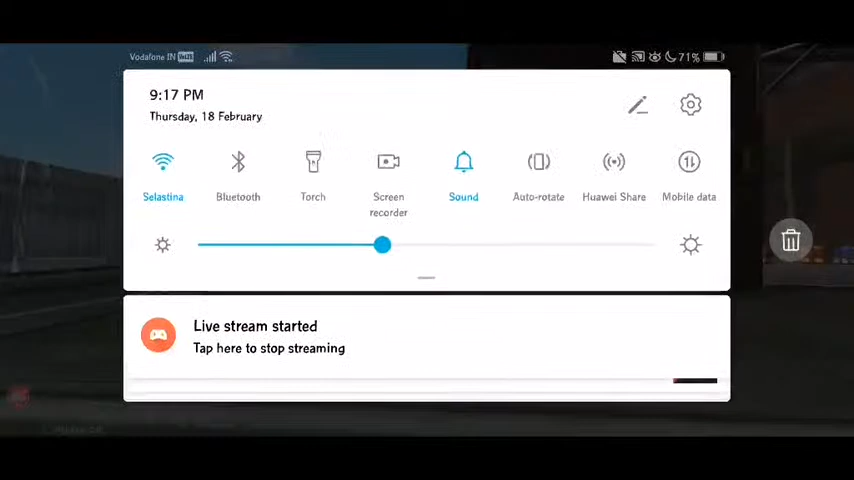 Vodafone IN
71%
9:17 PM
Thursday, 18 February
Selastina
Bluetooth
Torch
Screen recorder
Sound
Auto-rotate
Huawei Share
Mobile data
Live stream started
Tap here to stop streaming